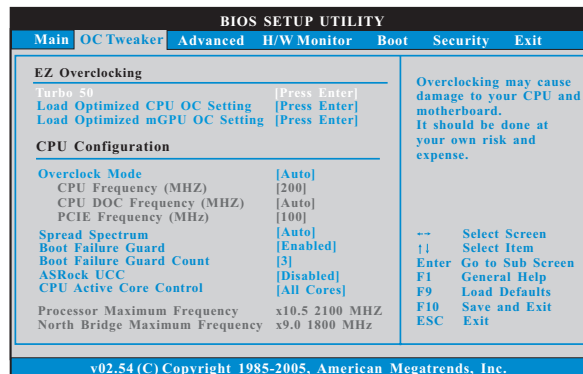 BIOS SETUP UTILITY
Main OC Tweaker Advanced H/W Monitor Boot Security Exit
EZ Overclocking
Turbo 50 [Press Enter]
Load Optimized CPU OC Setting [Press Enter]
Load Optimized mGPU OC Setting [Press Enter]
CPU Configuration
Overclock Mode [Auto]
CPU Frequency (MHZ) [200]
CPU DOC Frequency (MHZ) [Auto]
PCIE Frequency (MHz) [100]
Spread Spectrum [Auto]
Boot Failure Guard [Enabled]
Boot Failure Guard Count [3]
ASRock UCC [Disabled]
CPU Active Core Control [All Cores]
Processor Maximum Frequency x10.5 2100 MHZ
North Bridge Maximum Frequency x9.0 1800 MHz
Overclocking may cause
damage to your CPU and
motherboard.
It should be done at
your own risk and
expense.
←→ Select Screen
↑↓ Select Item
Enter Go to Sub Screen
F1 General Help
F9 Load Defaults
F10 Save and Exit
ESC Exit
v02.54 (C) Copyright 1985-2005, American Megatrends, Inc.